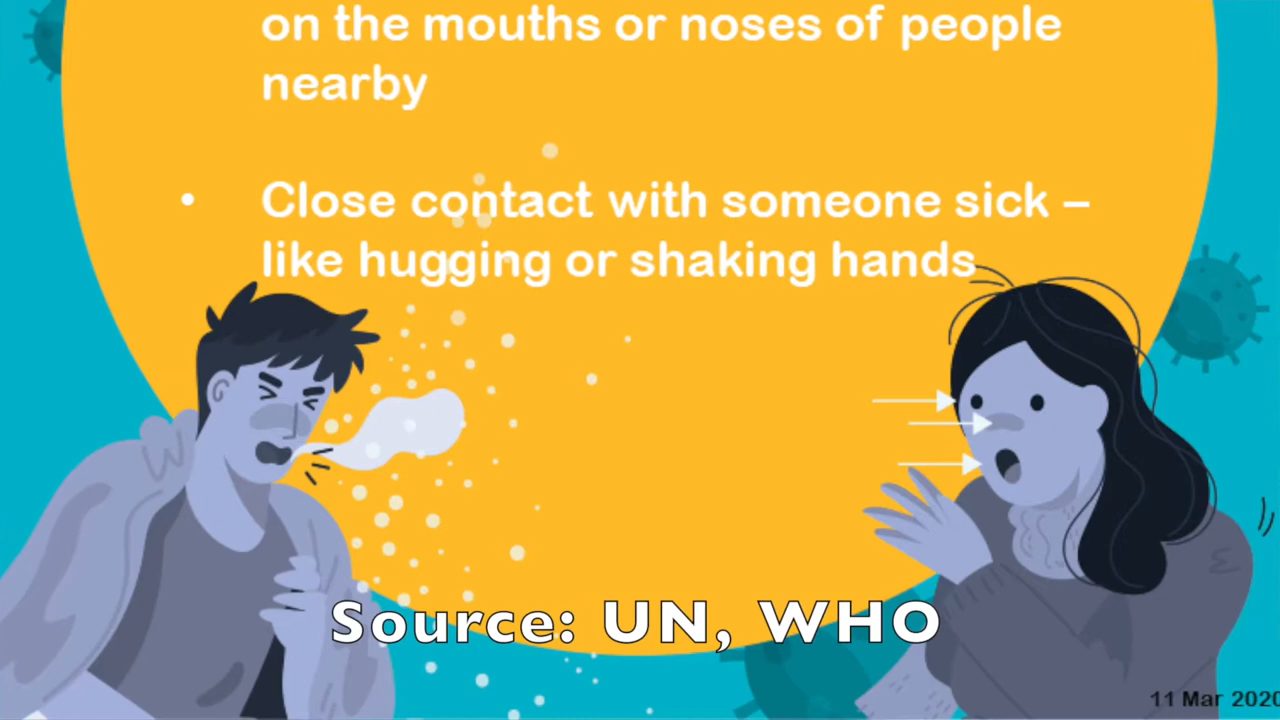 on the mouths or noses of people
nearby
• Close contact with someone sick –
like hugging or shaking hands
Source: UN, WHO
11 Mar 2020